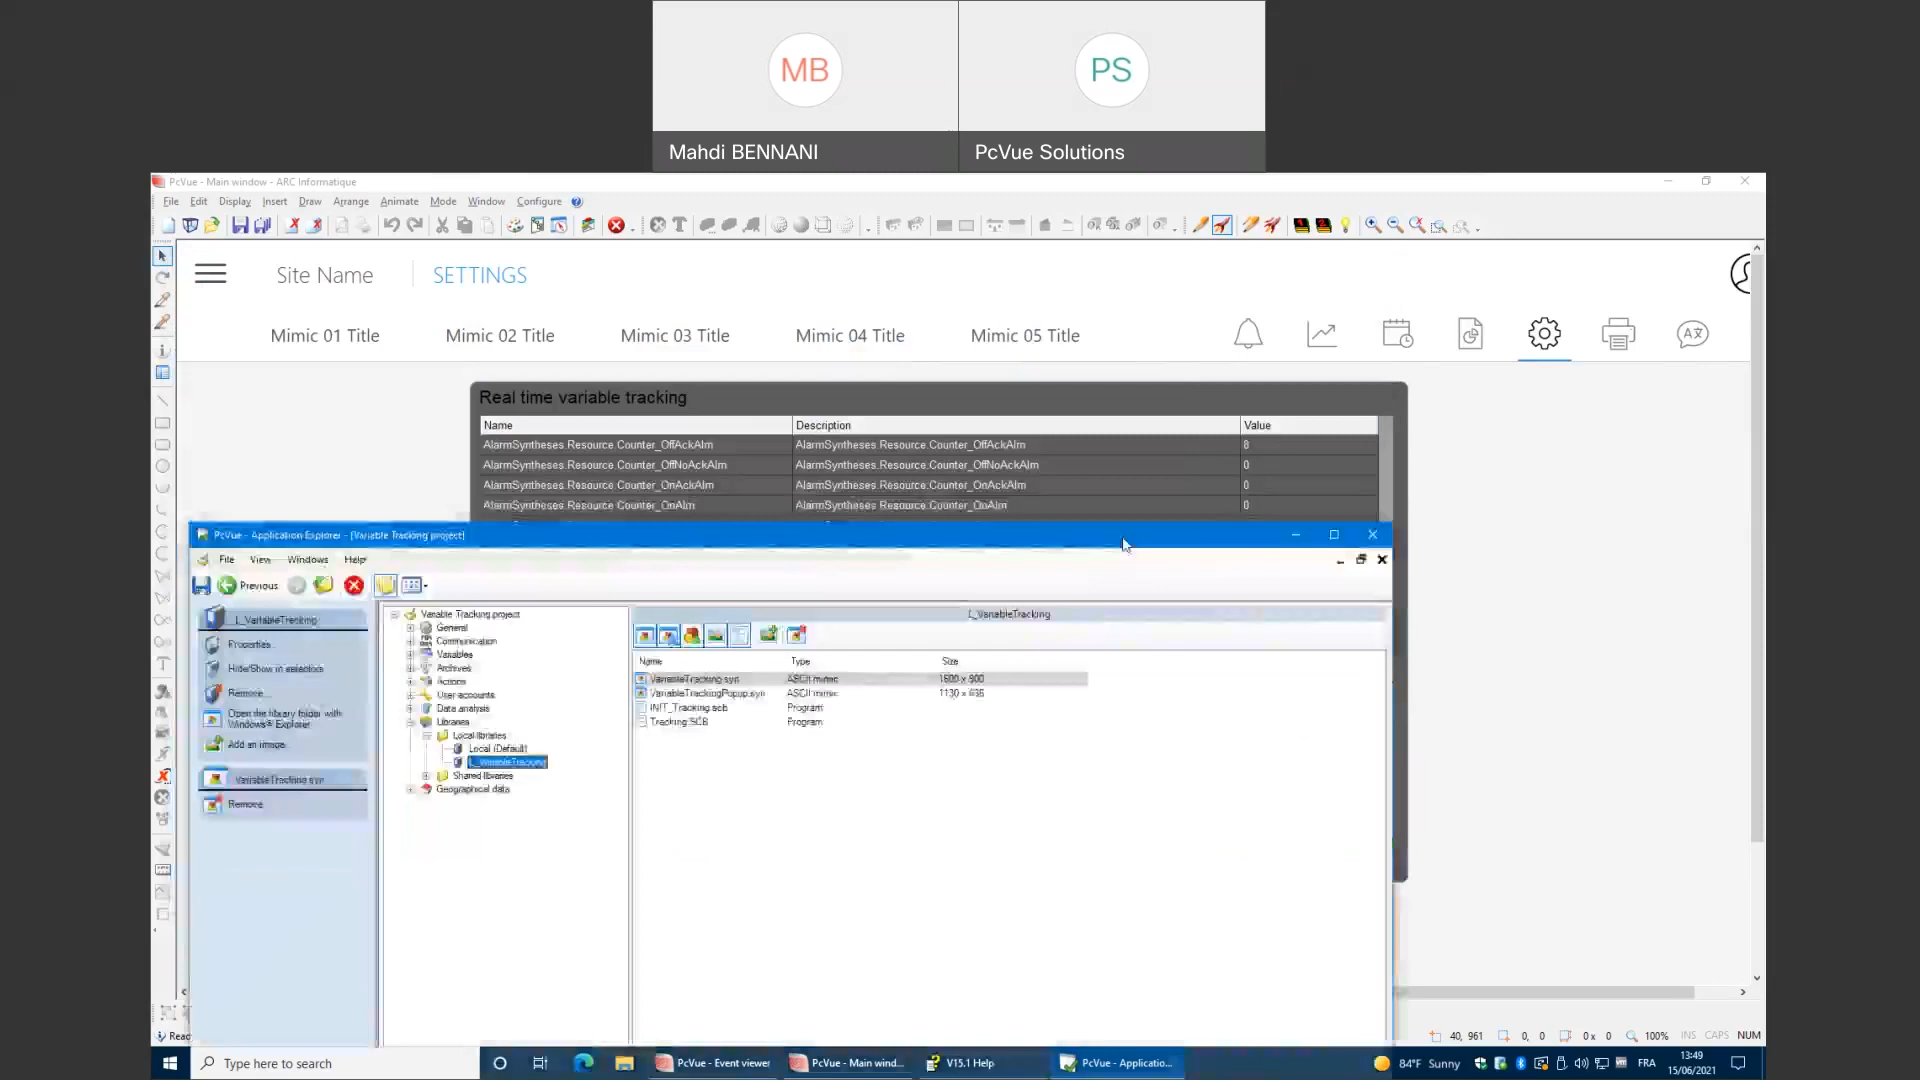 MB
PS
Mahdi BENNANI
PcVue Solutions
PcVue - Main window - ARC Informatique
File Edit Display Insert Draw Arrange Animate Mode Window Configure
Site Name
SETTINGS
Mimic 01 Title
Mimic 02 Title
Mimic 03 Title
Mimic 04 Title
Mimic 05 Title
Real time variable tracking
Name Description Value
AlarmSyntheses.Resource.Counter_OffAckAlm AlarmSyntheses.Resource.Counter_OffAckAlm 8
AlarmSyntheses.Resource.Counter_OffNoAckAlm AlarmSyntheses.Resource.Counter_OffNoAckAlm 0
AlarmSyntheses.Resource.Counter_OnAckAlm AlarmSyntheses.Resource.Counter_OnAckAlm 0
AlarmSyntheses.Resource.Counter_OnAlm AlarmSyntheses.Resource.Counter_OnAlm 0
PcVue - Application Explorer - [Variable Tracking project]
File View Windows Help
Previous
L_VariableTracking
Properties...
Hide/Show in selectors
Remove...
Open the library folder with
Windows® Explorer
Add an image...
VariableTracking.syn
Remove
Variable Tracking project
General
Communication
Variables
Archives
Actions
User accounts
Data analysis
Libraries
Local libraries
Local (Default)
L_VariableTracking
Shared libraries
Geographical data
L_VariableTracking
Name Type Size
VariableTracking.syn ASCII mimic 1600 x 900
VariableTrackingPopup.syn ASCII mimic
INIT_Tracking.scb Program
Tracking.SCB Program
40, 961
0, 0
0 x 0
100%
INS CAPS NUM
Type here to search
PcVue - Event viewer
PcVue - Main wind...
V15.1 Help
PcVue - Applicatio...
84°F Sunny
FRA
13:49
15/06/2021